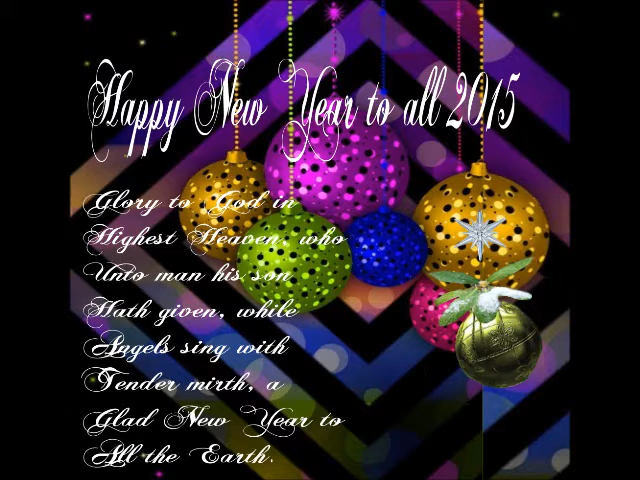 Happy New Year to all 2015
Glory to God in
Highest Heaven, who
Unto man his son
Hath given, while
Angels sing with
Tender mirth, a
Glad New Year to
All the Earth.